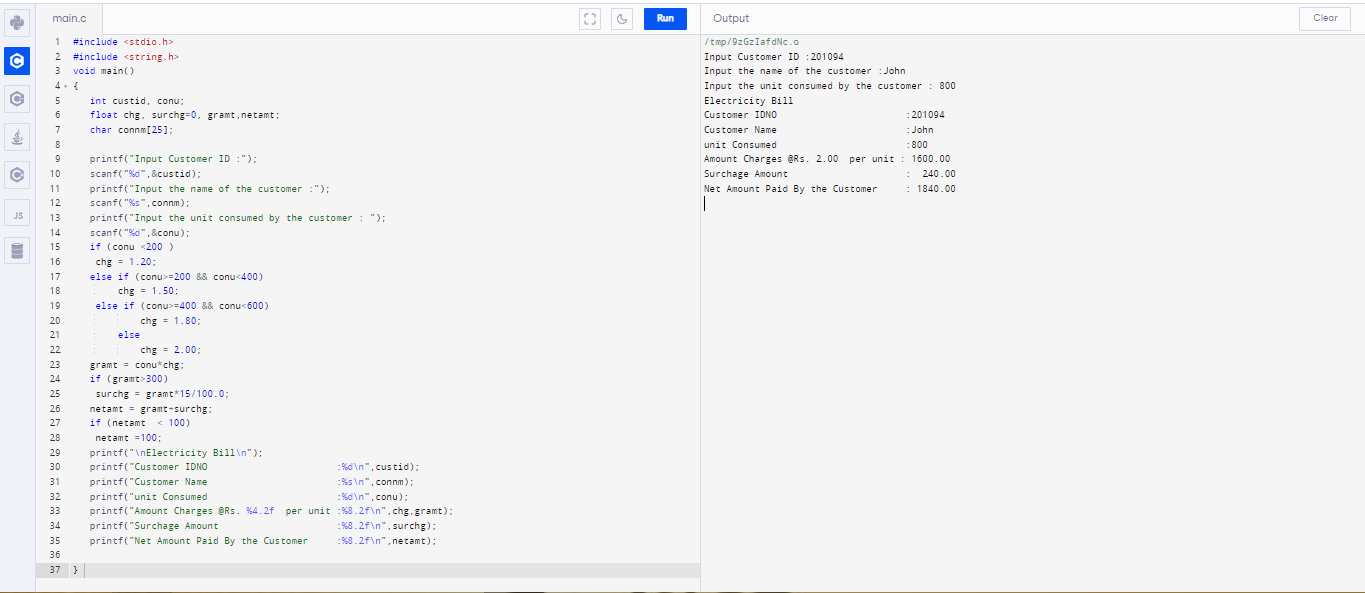 main.c
Run
Output
Clear
JS
1 #include <stdio.h>
2 #include <string.h>
3 void main()
4 {
5 int custid, conu;
6 float chg, surchg=0, gramt,netamt;
7 char connm[25];
8
9 printf("Input Customer ID :");
10 scanf("%d",&custid);
11 printf("Input the name of the customer :");
12 scanf("%s",connm);
13 printf("Input the unit consumed by the customer : ");
14 scanf("%d",&conu);
15 if (conu <200 )
16 chg = 1.20;
17 else if (conu>=200 && conu<400)
18 chg = 1.50;
19 else if (conu>=400 && conu<600)
20 chg = 1.80;
21 else
22 chg = 2.00;
23 gramt = conu*chg;
24 if (gramt>300)
25 surchg = gramt*15/100.0;
26 netamt = gramt+surchg;
27 if (netamt  < 100)
28 netamt =100;
29 printf("\nElectricity Bill\n");
30 printf("Customer IDNO                       :%d\n",custid);
31 printf("Customer Name                       :%s\n",connm);
32 printf("unit Consumed                       :%d\n",conu);
33 printf("Amount Charges @Rs. %4.2f  per unit :%8.2f\n",chg,gramt);
34 printf("Surchage Amount                     :%8.2f\n",surchg);
35 printf("Net Amount Paid By the Customer     :%8.2f\n",netamt);
36
37 }
/tmp/9zGzIafdNc.o
Input Customer ID :201094
Input the name of the customer :John
Input the unit consumed by the customer : 800
Electricity Bill
Customer IDNO                       :201094
Customer Name                       :John
unit Consumed                       :800
Amount Charges @Rs. 2.00  per unit : 1600.00
Surchage Amount                     :  240.00
Net Amount Paid By the Customer     : 1840.00